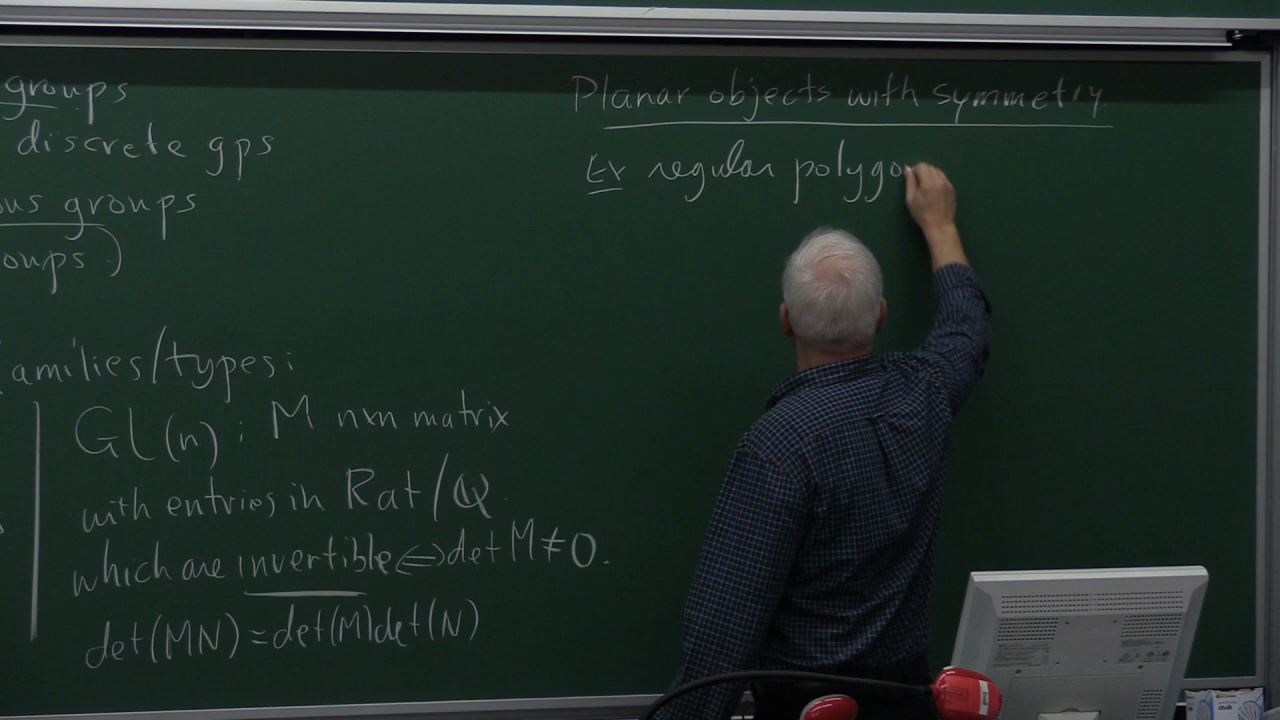 groups
discrete gps
ous groups
oups.)
amilies/types:
GL(n): M nxn matrix
with entries in Rat/Q.
which are invertible⇔det M≠0.
det(MN)=det(M)det(N)
Planar objects with symmetry.
Ex regular polygo
chalk